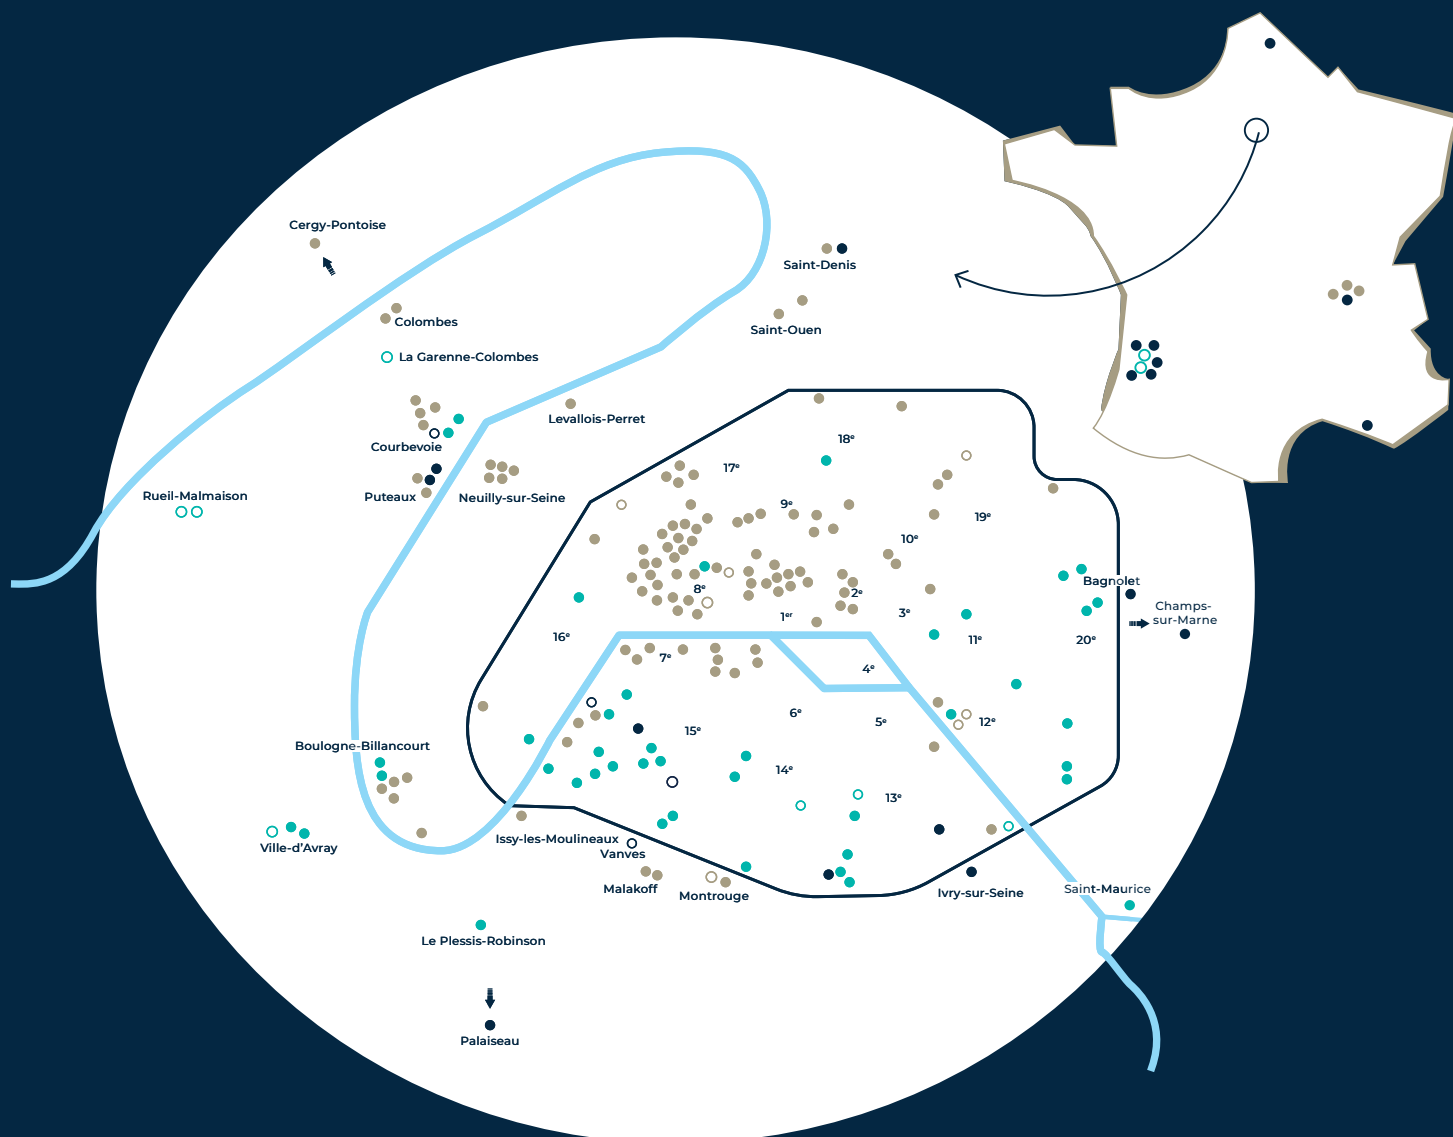 Cergy-Pontoise
Saint-Denis
Colombes
Saint-Ouen
La Garenne-Colombes
Levallois-Perret
Courbevoie
18e
17e
Puteaux
Neuilly-sur-Seine
Rueil-Malmaison
9e
19e
10e
Bagnolet
8e
2e
Champs-
sur-Marne
1er
3e
16e
11e
20e
7e
4e
6e
5e
12e
15e
Boulogne-Billancourt
14e
13e
Issy-les-Moulineaux
Ville-d’Avray
Vanves
Malakoff
Montrouge
Ivry-sur-Seine
Saint-Maurice
Le Plessis-Robinson
Palaiseau